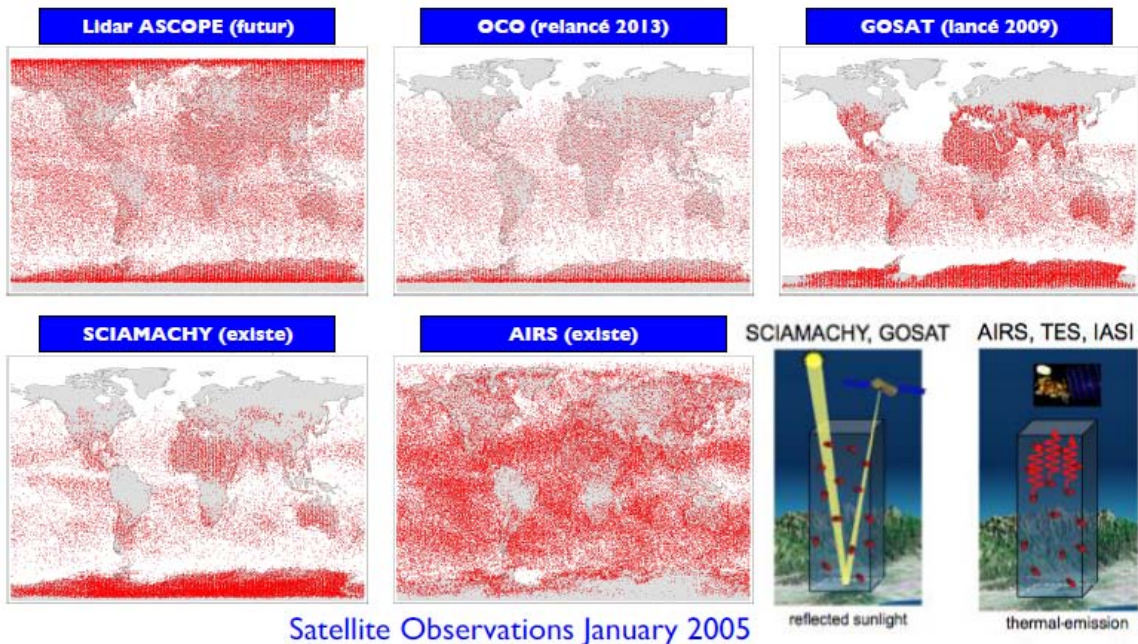 Lidar ASCOPE (futur)
OCO (relancé 2013)
GOSAT (lancé 2009)
SCIAMACHY (existe)
AIRS (existe)
SCIAMACHY, GOSAT
AIRS, TES, IASI
reflected sunlight
thermal-emission
Satellite Observations January 2005